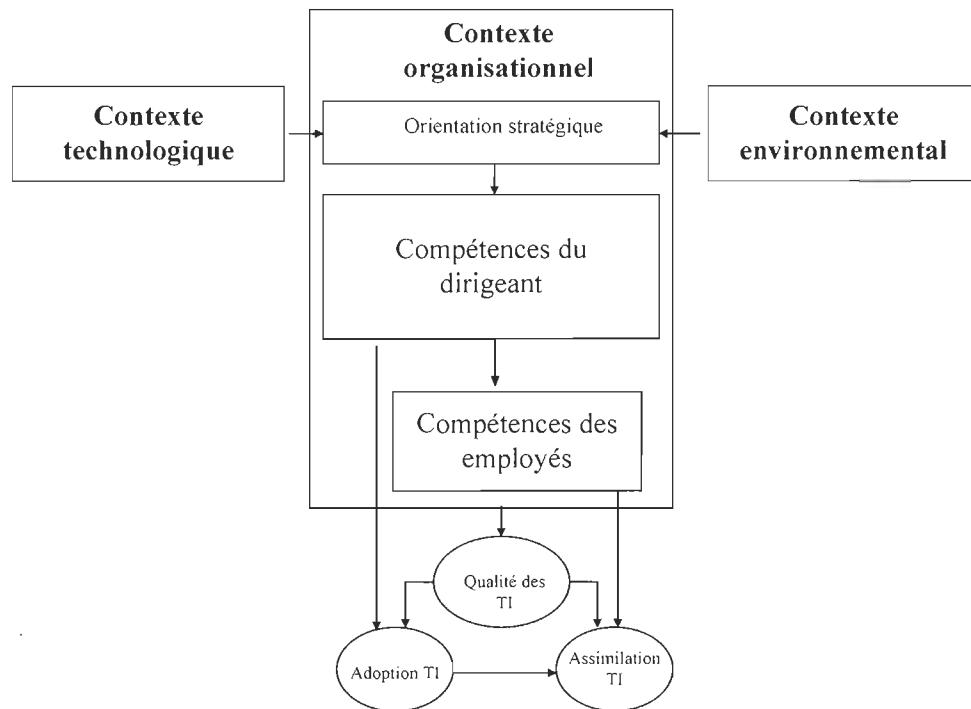 Contexte
organisationnel
Contexte
technologique
Orientation stratégique
Contexte
environnemental
Compétences du
dirigeant
Compétences des
employés
Qualité des
TI
Adoption TI
Assimilation
TI